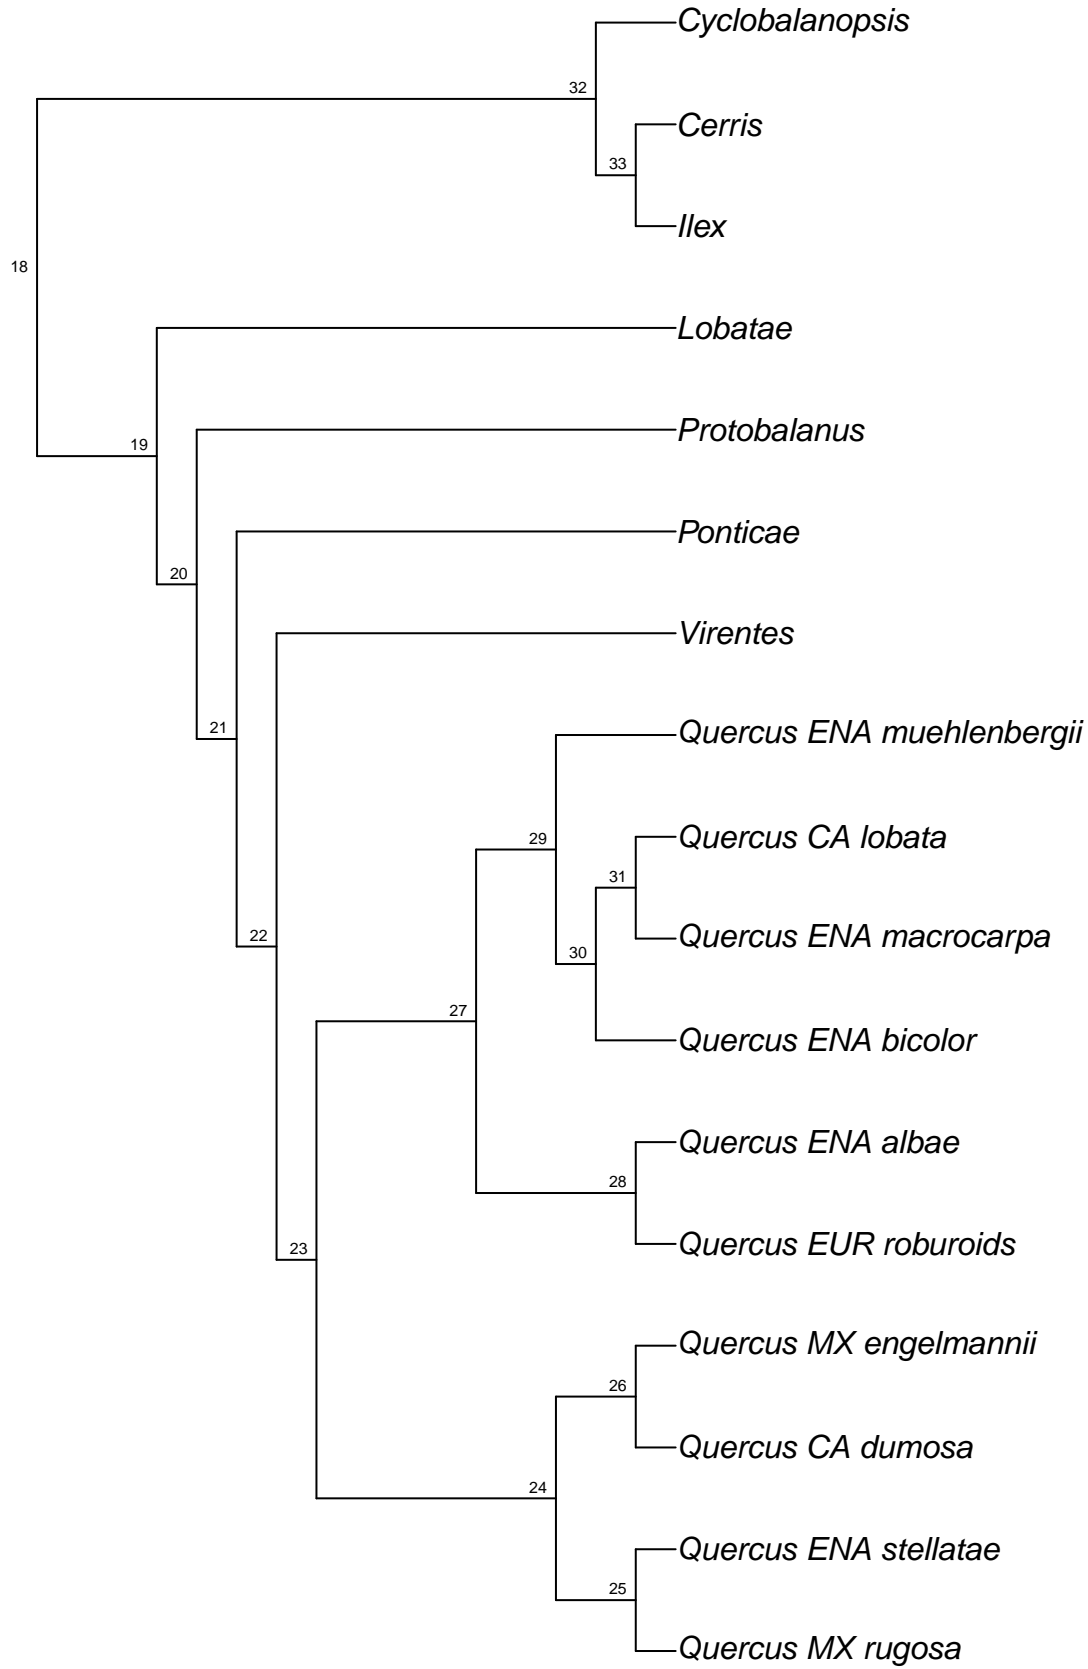 Cyclobalanopsis
32
Cerris
33
Ilex
18
Lobatae
19
Protobalanus
20
Ponticae
21
Virentes
22
Quercus ENA muehlenbergii
29
Quercus CA lobata
31
Quercus ENA macrocarpa
30
27
Quercus ENA bicolor
Quercus ENA albae
28
23
Quercus EUR roburoids
Quercus MX engelmannii
26
Quercus CA dumosa
24
Quercus ENA stellatae
25
Quercus MX rugosa